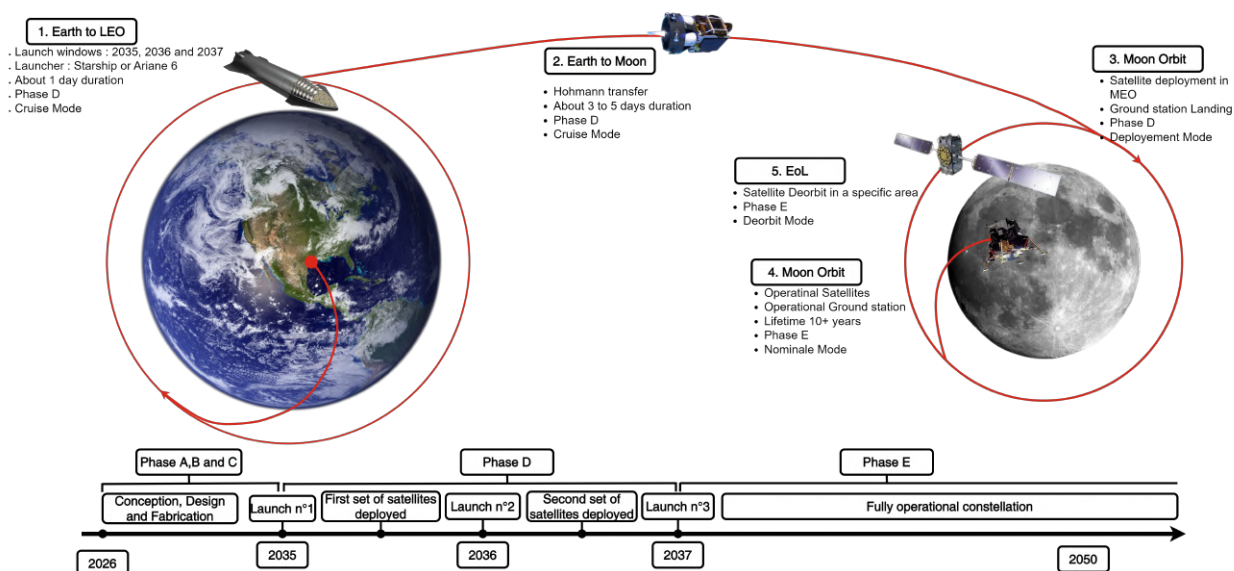 1. Earth to LEO
. Launch windows : 2035, 2036 and 2037
. Launcher : Starship or Ariane 6
. About 1 day duration
. Phase D
. Cruise Mode
2. Earth to Moon
• Hohmann transfer
• About 3 to 5 days duration
• Phase D
• Cruise Mode
3. Moon Orbit
• Satellite deployment in
MEO
• Ground station Landing
• Phase D
• Deployement Mode
5. EoL
• Satellite Deorbit in a specific area
• Phase E
• Deorbit Mode
4. Moon Orbit
• Operatinal Satellites
• Operational Ground station
• Lifetime 10+ years
• Phase E
• Nominale Mode
Phase A,B and C
Phase D
Phase E
Conception, Design
and Fabrication
Launch n°1
First set of satellites
deployed
Launch n°2
Second set of
satellites deployed
Launch n°3
Fully operational constellation
2026
2035
2036
2037
2050